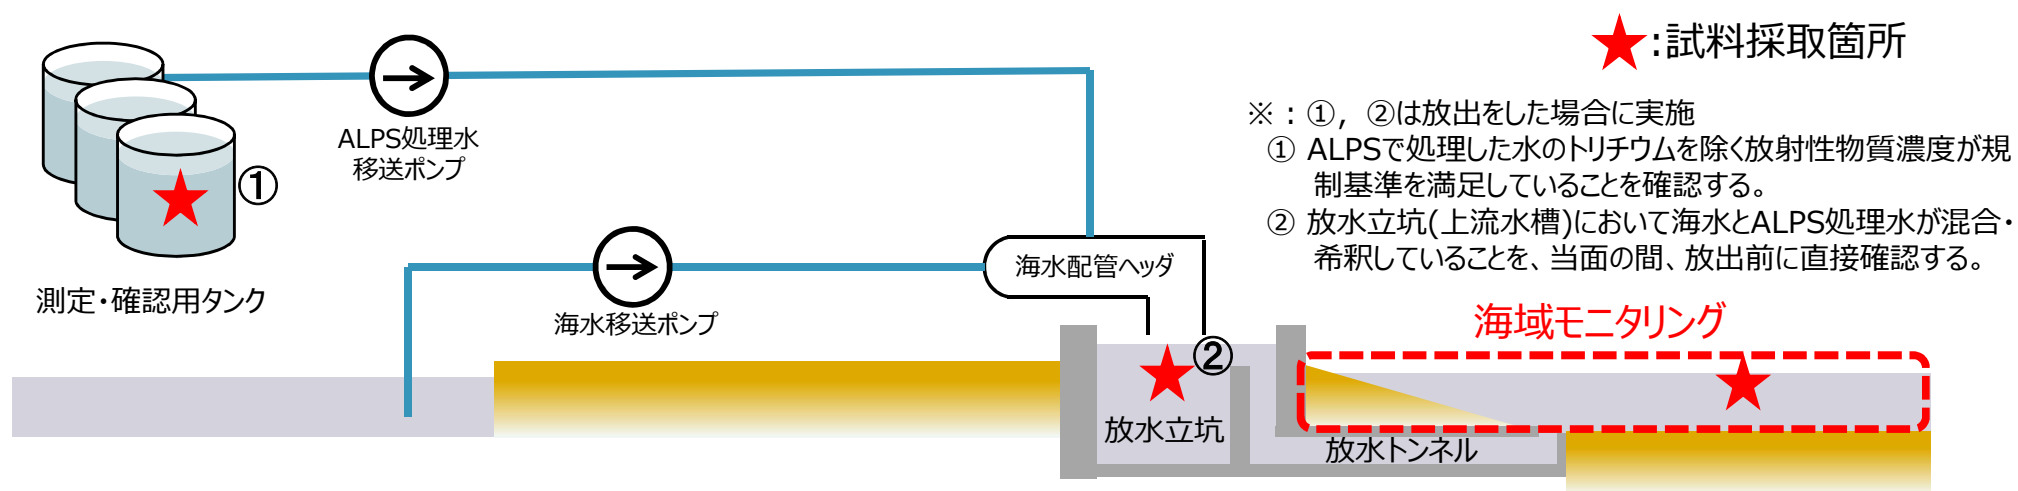 ★:試料採取箇所
※：①，②は放出をした場合に実施
① ALPSで処理した水のトリチウムを除く放射性物質濃度が規
制基準を満足していることを確認する。
② 放水立坑(上流水槽)において海水とALPS処理水が混合・
希釈していることを、当面の間、放出前に直接確認する。
ALPS処理水
移送ポンプ
①
測定・確認用タンク
海水配管ヘッダ
海水移送ポンプ
海域モニタリング
②
放水立坑
放水トンネル